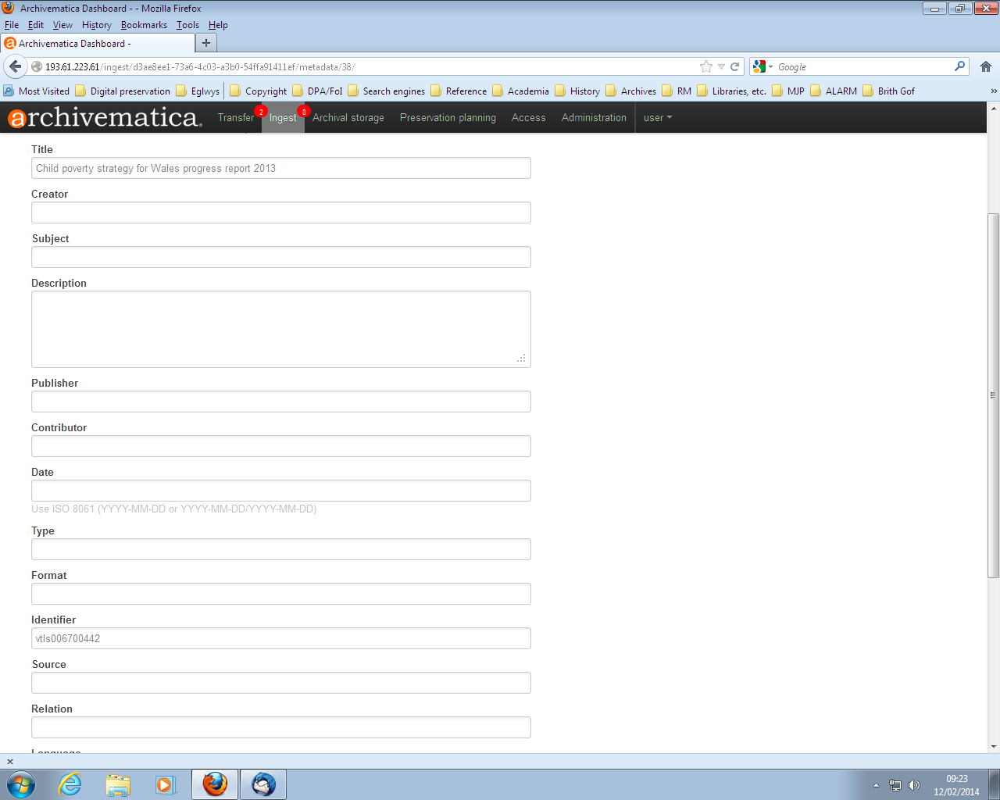 Archivematica Dashboard - - Mozilla Firefox
File Edit View History Bookmarks Tools Help
Archivematica Dashboard -
193.61.223.61/ingest/d3ae8ee1-73a6-4c03-a3b0-54ffa91411ef/metadata/38/
Google
Most Visited Digital preservation Eglwys Copyright DPA/FoI Search engines Reference Academia History Archives RM Libraries, etc. MJP ALARM Brith Gof »
archivematica. Transfer 2 Ingest 8 Archival storage Preservation planning Access Administration user
Title
Child poverty strategy for Wales progress report 2013
Creator
Subject
Description
Publisher
Contributor
Date
Use ISO 8061 (YYYY-MM-DD or YYYY-MM-DD/YYYY-MM-DD)
Type
Format
Identifier
vtls006700442
Source
Relation
Language
09:23
12/02/2014